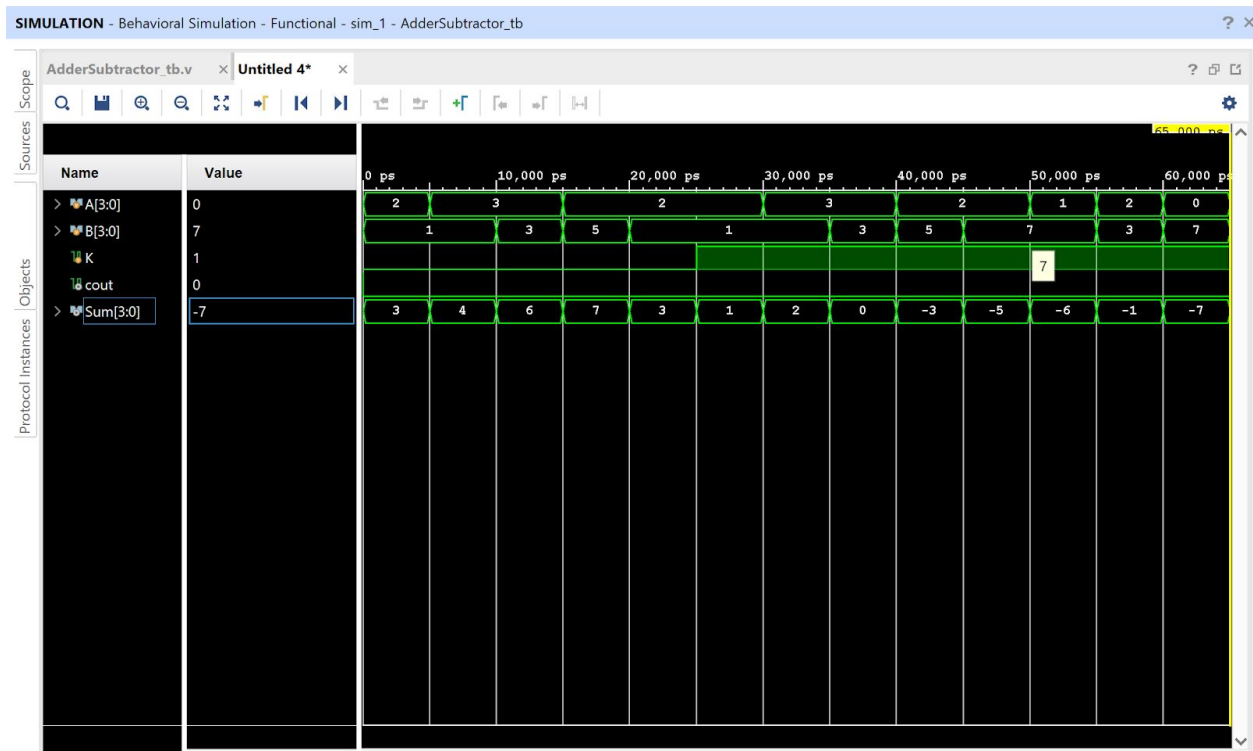 SIMULATION - Behavioral Simulation - Functional - sim_1 - AdderSubtractor_tb
? ×
Scope
Sources
Objects
Protocol Instances
AdderSubtractor_tb.v × Untitled 4* ×
?
65,000 ps
Name Value
0 ps 10,000 ps 20,000 ps 30,000 ps 40,000 ps 50,000 ps 60,000 ps
> A[3:0] 0 2 3 2 3 2 1 2 0
> B[3:0] 7 1 3 5 1 3 5 7 3 7
K 1
7
cout 0
> Sum[3:0] -7 3 4 6 7 3 1 2 0 -3 -5 -6 -1 -7